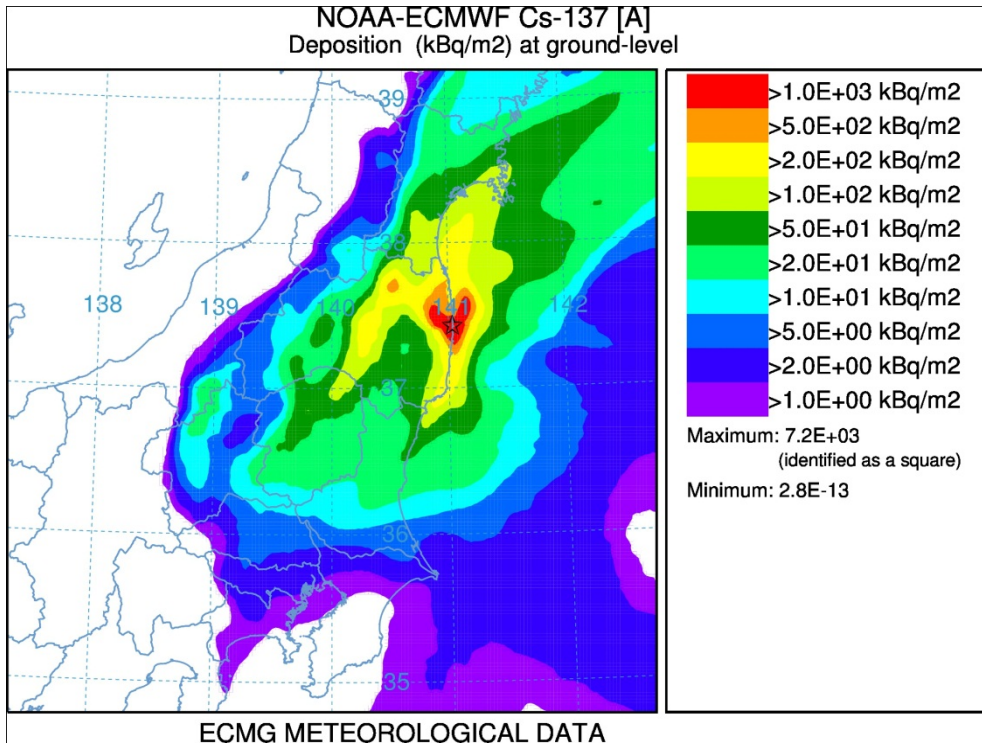 NOAA-ECMWF Cs-137 [A]
Deposition (kBq/m2) at ground-level
39
38
138
139
140
141
142
37
36
35
>1.0E+03 kBq/m2
>5.0E+02 kBq/m2
>2.0E+02 kBq/m2
>1.0E+02 kBq/m2
>5.0E+01 kBq/m2
>2.0E+01 kBq/m2
>1.0E+01 kBq/m2
>5.0E+00 kBq/m2
>2.0E+00 kBq/m2
>1.0E+00 kBq/m2
Maximum: 7.2E+03
(identified as a square)
Minimum: 2.8E-13
ECMG METEOROLOGICAL DATA